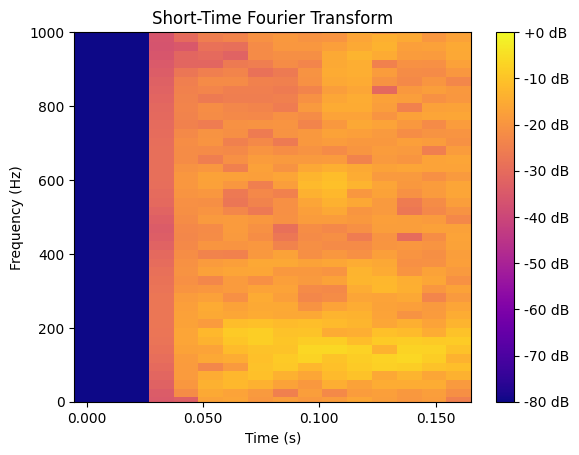 Short-Time Fourier Transform
Frequency (Hz)
1000
800
600
400
200
0
0.000
0.050
0.100
0.150
Time (s)
+0 dB
-10 dB
-20 dB
-30 dB
-40 dB
-50 dB
-60 dB
-70 dB
-80 dB